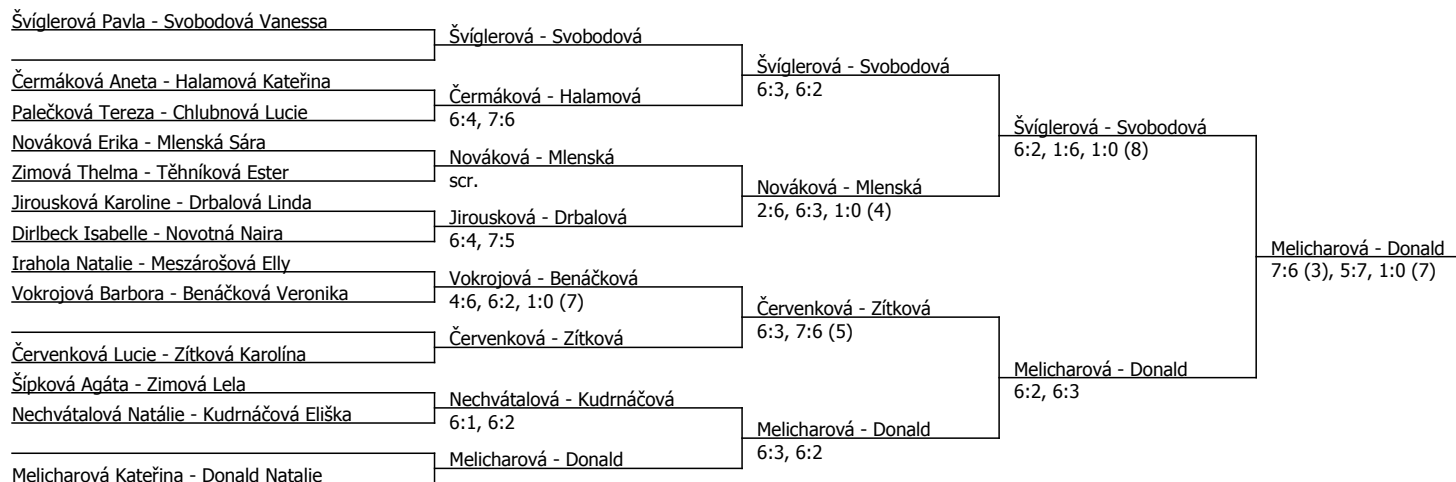 Švíglerová Pavla - Svobodová Vanessa
Čermáková Aneta - Halamová Kateřina
Palečková Tereza - Chlubnová Lucie
Nováková Erika - Mlenská Sára
Zimová Thelma - Těhníková Ester
Jirousková Karoline - Drbalová Linda
Dirlbeck Isabelle - Novotná Naira
Irahola Natalie - Meszárošová Elly
Vokrojová Barbora - Benáčková Veronika
Červenková Lucie - Zítková Karolína
Šípková Agáta - Zimová Lela
Nechvátalová Natálie - Kudrnáčová Eliška
Melicharová Kateřina - Donald Natalie
Švíglerová - Svobodová
Čermáková - Halamová
6:4, 7:6
Nováková - Mlenská
scr.
Jirousková - Drbalová
6:4, 7:5
Vokrojová - Benáčková
4:6, 6:2, 1:0 (7)
Červenková - Zítková
Nechvátalová - Kudrnáčová
6:1, 6:2
Melicharová - Donald
Švíglerová - Svobodová
6:3, 6:2
Nováková - Mlenská
2:6, 6:3, 1:0 (4)
Červenková - Zítková
6:3, 7:6 (5)
Melicharová - Donald
6:3, 6:2
Švíglerová - Svobodová
6:2, 1:6, 1:0 (8)
Melicharová - Donald
6:2, 6:3
Melicharová - Donald
7:6 (3), 5:7, 1:0 (7)